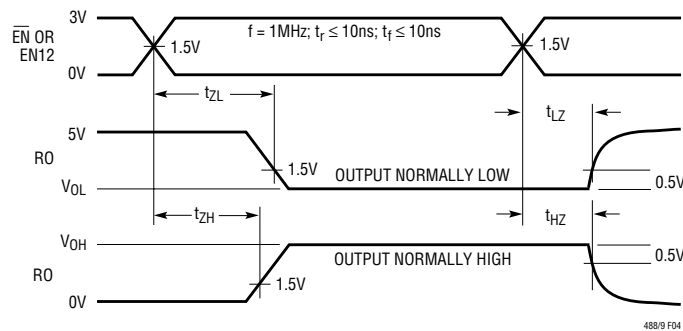 3V
EN OR
EN12
0V
1.5V
f = 1MHz; tr ≤ 10ns; tf ≤ 10ns
1.5V
tZL
tLZ
5V
RO
VOL
1.5V
OUTPUT NORMALLY LOW
0.5V
tZH
tHZ
VOH
RO
0V
1.5V
OUTPUT NORMALLY HIGH
0.5V
488/9 F04